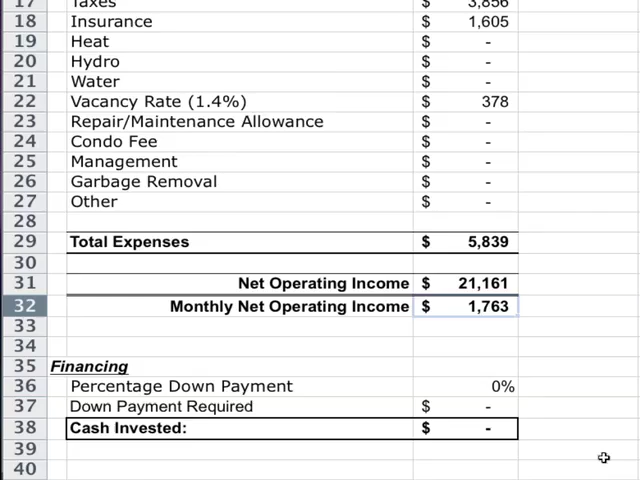 17 Taxes $ 3,856
18 Insurance $ 1,605
19 Heat $ -
20 Hydro $ -
21 Water $ -
22 Vacancy Rate (1.4%) $ 378
23 Repair/Maintenance Allowance $ -
24 Condo Fee $ -
25 Management $ -
26 Garbage Removal $ -
27 Other $ -
28
29 Total Expenses $ 5,839
30
31 Net Operating Income $ 21,161
32 Monthly Net Operating Income $ 1,763
33
34
35 Financing
36 Percentage Down Payment 0%
37 Down Payment Required $ -
38 Cash Invested: $ -
39
40